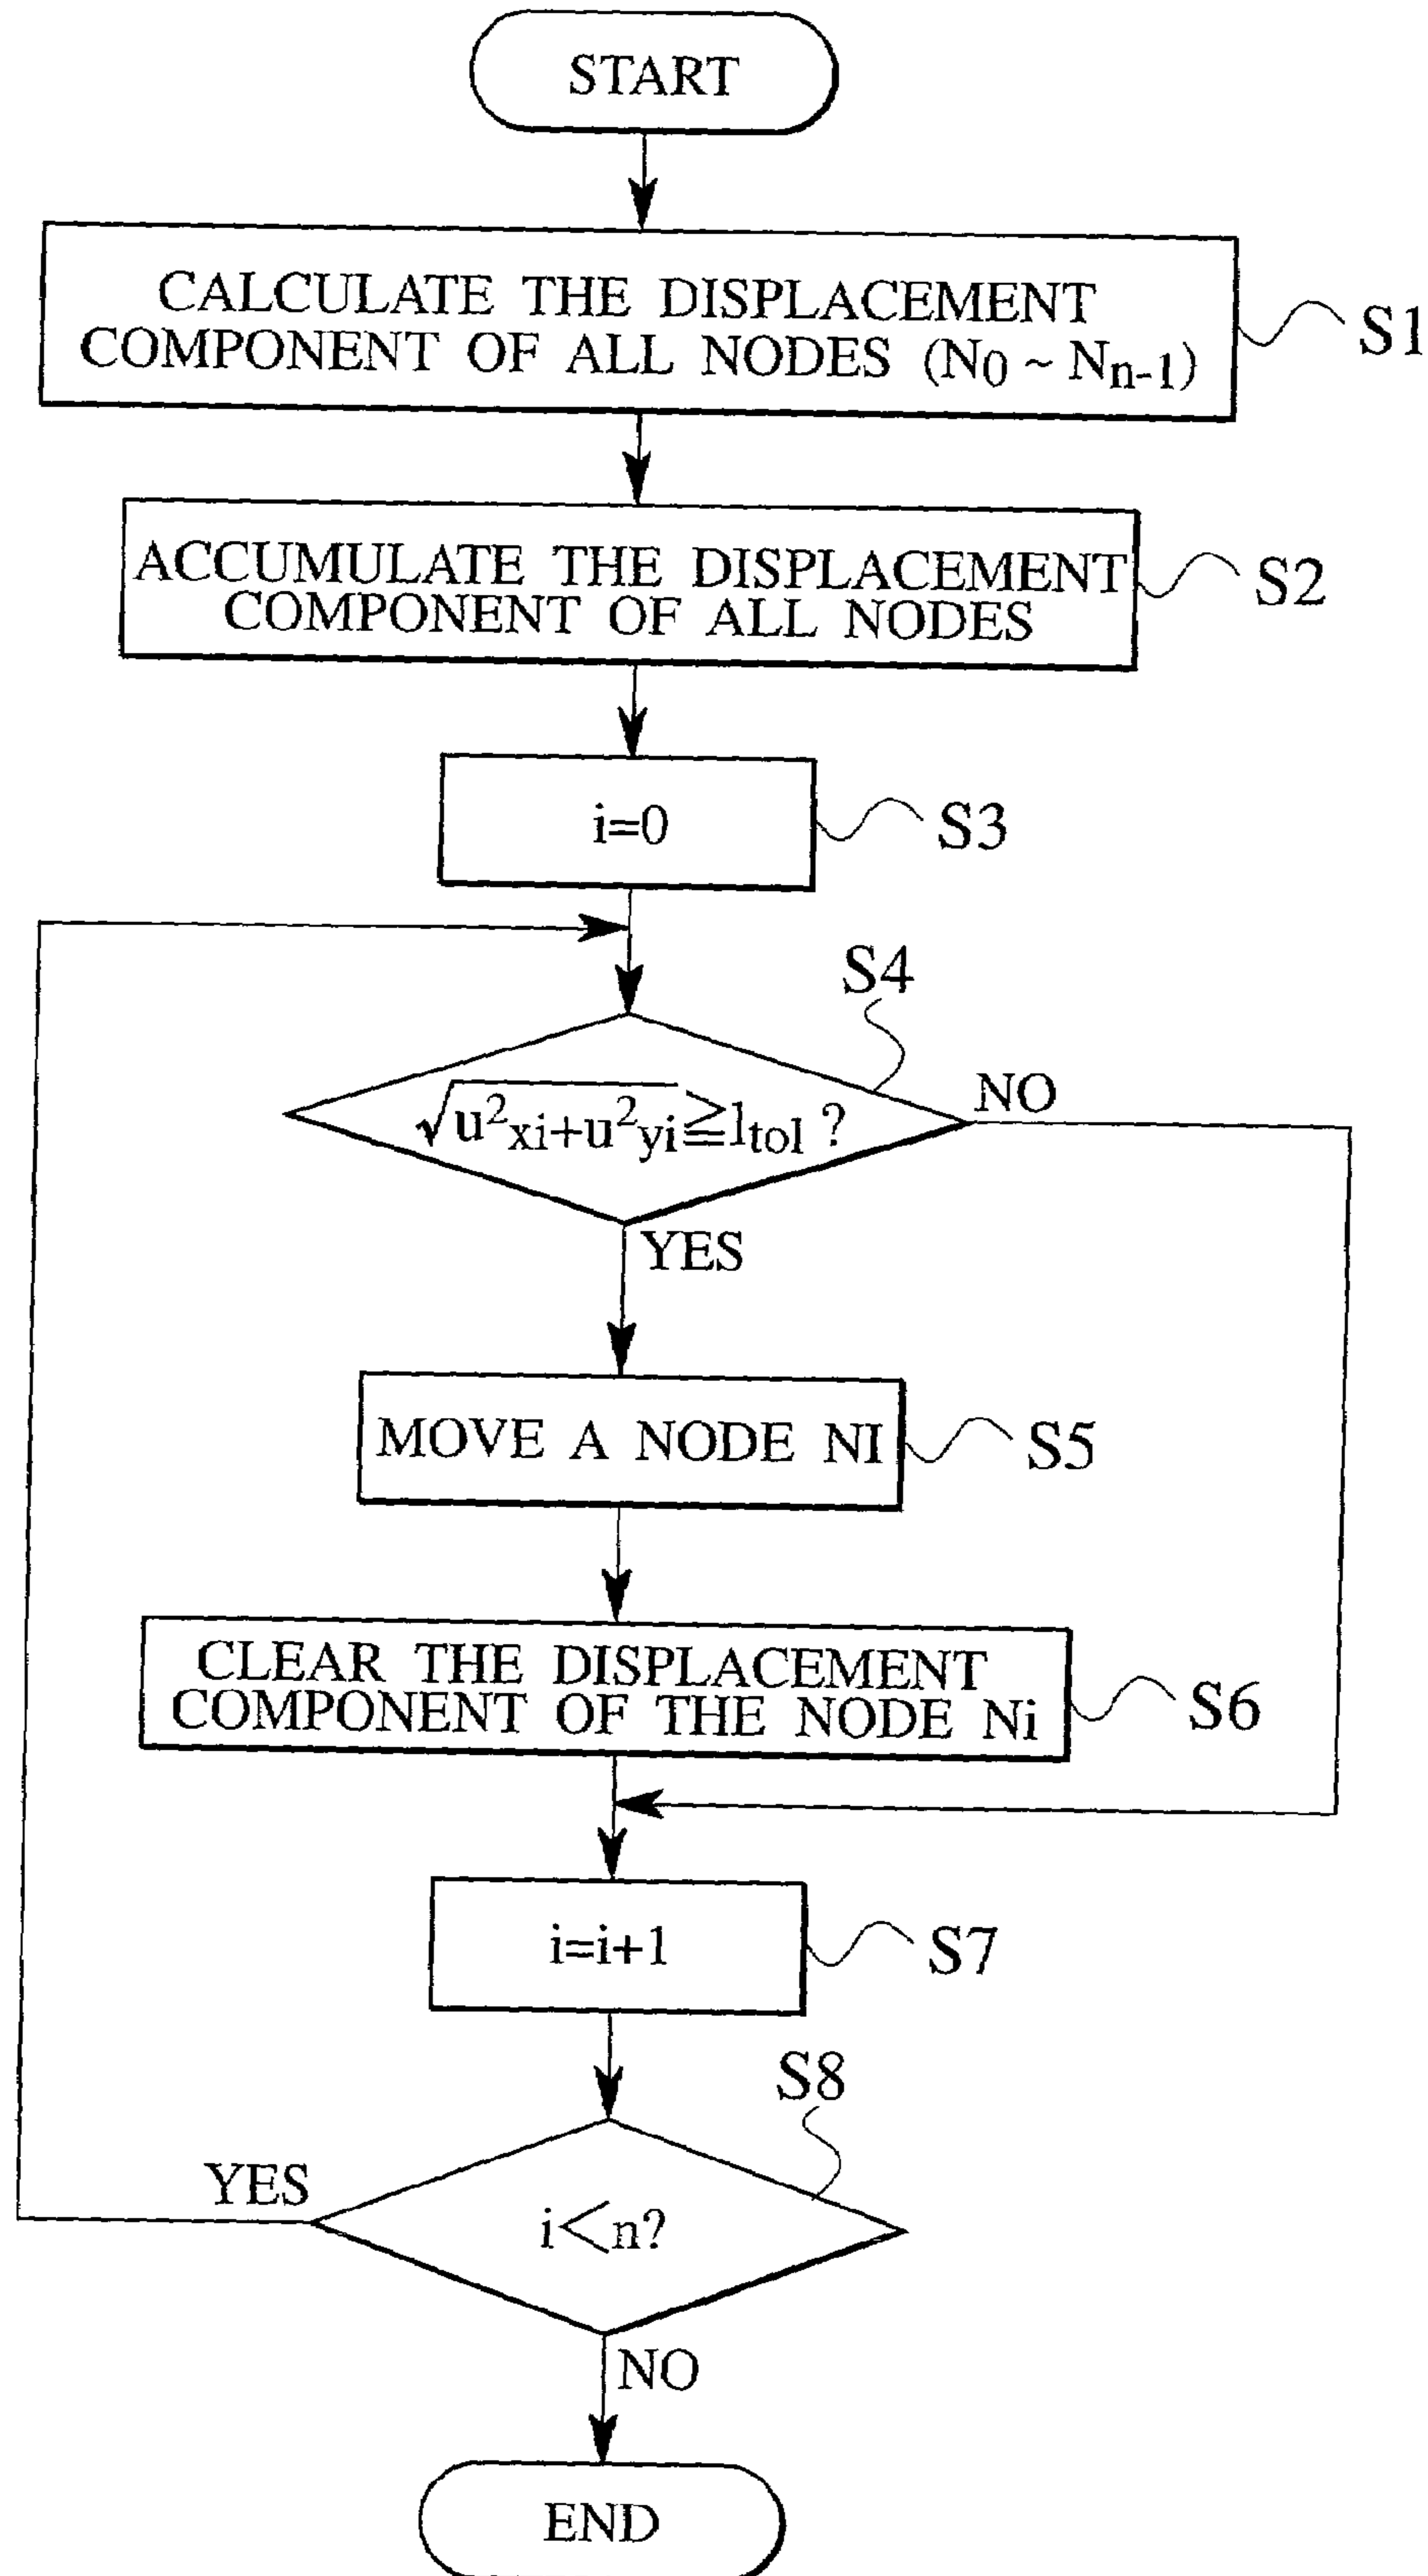 START
CALCULATE THE DISPLACEMENT
COMPONENT OF ALL NODES (N0 ~ Nn-1)
S1
ACCUMULATE THE DISPLACEMENT
COMPONENT OF ALL NODES
S2
i=0
S3
S4
√u²xi+u²yi≧ltol ?
NO
YES
MOVE A NODE NI
S5
CLEAR THE DISPLACEMENT
COMPONENT OF THE NODE Ni
S6
i=i+1
S7
S8
YES
i<n?
NO
END